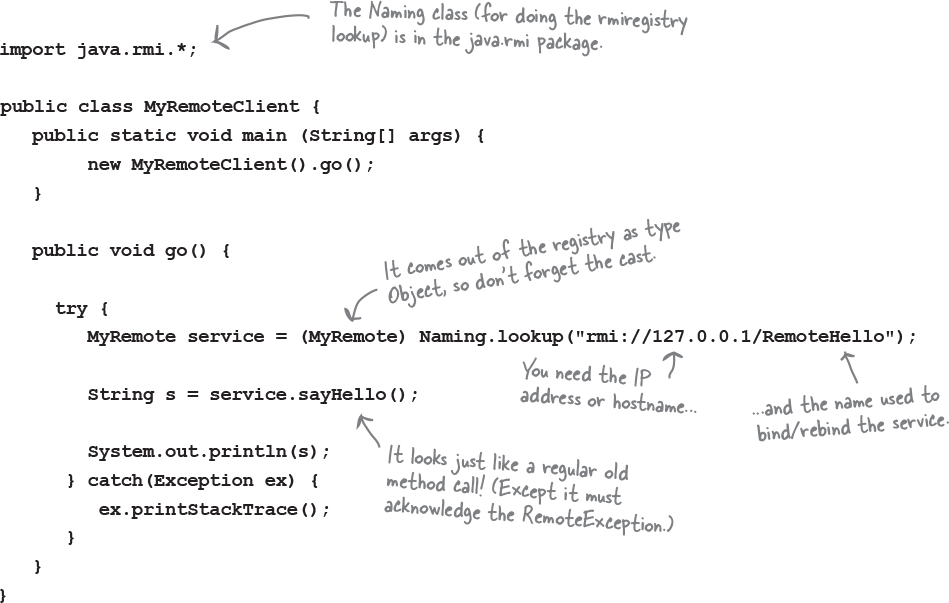 The Naming class (for doing the rmiregistry
lookup) is in the java.rmi package.
import java.rmi.*;
public class MyRemoteClient {
public static void main (String[] args) {
new MyRemoteClient().go();
}
public void go() {
It comes out of the registry as type
Object, so don't forget the cast.
try {
MyRemote service = (MyRemote) Naming.lookup("rmi://127.0.0.1/RemoteHello");
You need the IP
address or hostname...
...and the name used to
bind/rebind the service.
String s = service.sayHello();
System.out.println(s);
It looks just like a regular old
method call! (Except it must
acknowledge the RemoteException.)
} catch(Exception ex) {
ex.printStackTrace();
}
}
}